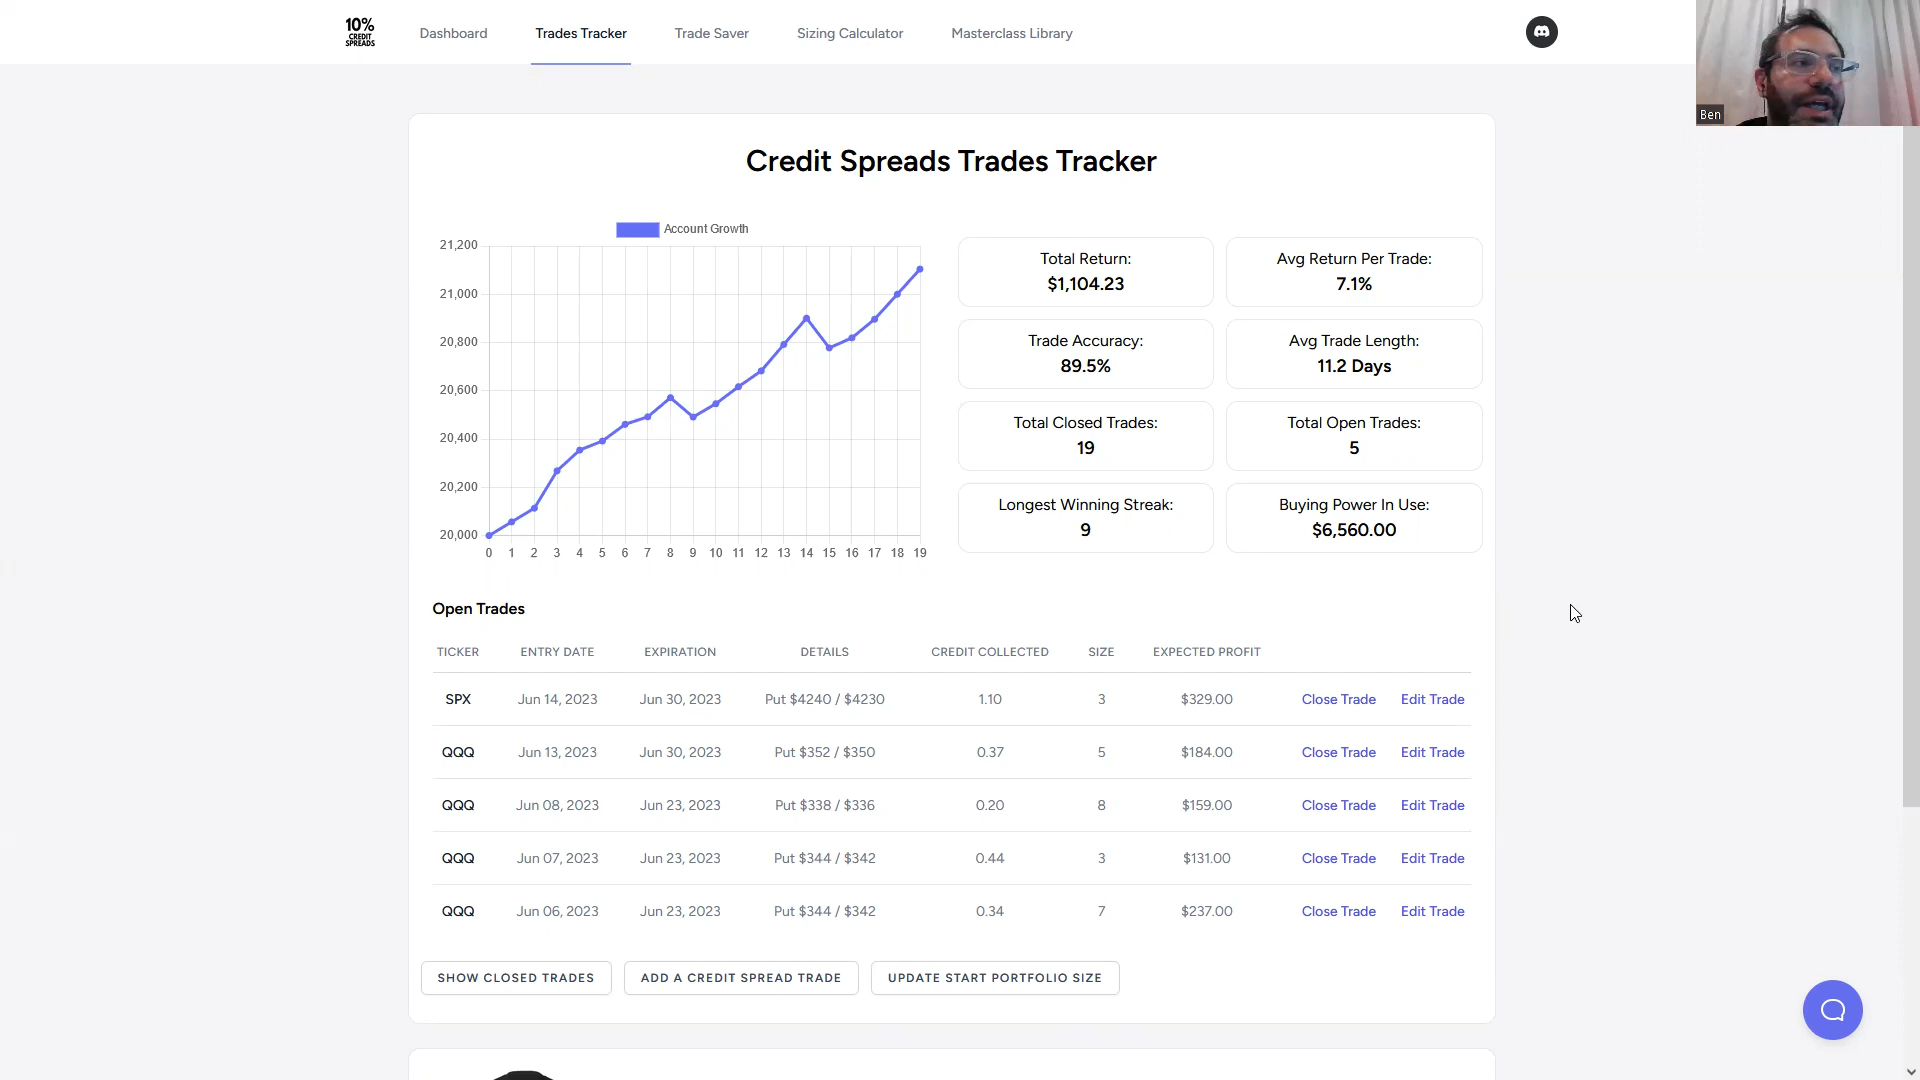 10%
CREDIT
SPREADS
Dashboard
Trades Tracker
Trade Saver
Sizing Calculator
Masterclass Library
Ben
Credit Spreads Trades Tracker
Account Growth
21,200
21,000
20,800
20,600
20,400
20,200
20,000
0 1 2 3 4 5 6 7 8 9 10 11 12 13 14 15 16 17 18 19
Total Return:
$1,104.23
Avg Return Per Trade:
7.1%
Trade Accuracy:
89.5%
Avg Trade Length:
11.2 Days
Total Closed Trades:
19
Total Open Trades:
5
Longest Winning Streak:
9
Buying Power In Use:
$6,560.00
Open Trades
TICKER ENTRY DATE EXPIRATION DETAILS CREDIT COLLECTED SIZE EXPECTED PROFIT
SPX Jun 14, 2023 Jun 30, 2023 Put $4240 / $4230 1.10 3 $329.00 Close Trade Edit Trade
QQQ Jun 13, 2023 Jun 30, 2023 Put $352 / $350 0.37 5 $184.00 Close Trade Edit Trade
QQQ Jun 08, 2023 Jun 23, 2023 Put $338 / $336 0.20 8 $159.00 Close Trade Edit Trade
QQQ Jun 07, 2023 Jun 23, 2023 Put $344 / $342 0.44 3 $131.00 Close Trade Edit Trade
QQQ Jun 06, 2023 Jun 23, 2023 Put $344 / $342 0.34 7 $237.00 Close Trade Edit Trade
SHOW CLOSED TRADES
ADD A CREDIT SPREAD TRADE
UPDATE START PORTFOLIO SIZE